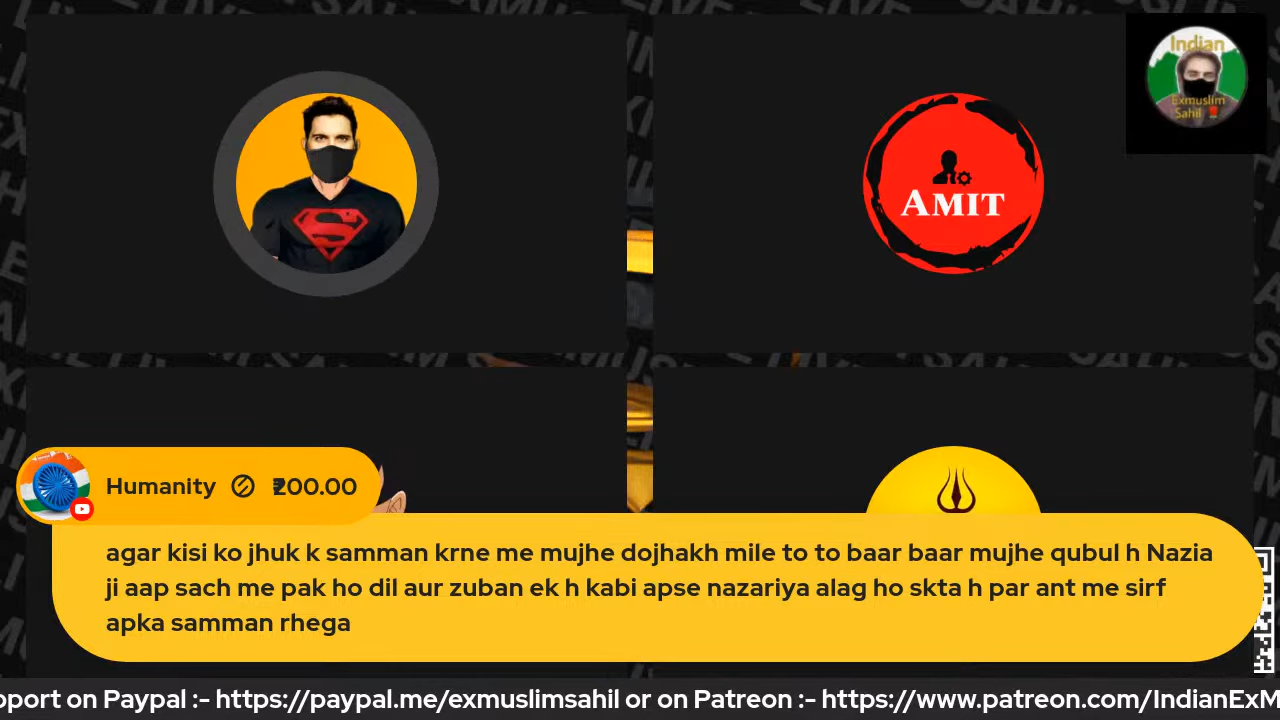 Indian
Exmuslim
Sahil
AMIT
Humanity ₹200.00
agar kisi ko jhuk k samman krne me mujhe dojhakh mile to to baar baar mujhe qubul h Nazia
ji aap sach me pak ho dil aur zuban ek h kabi apse nazariya alag ho skta h par ant me sirf
apka samman rhega
pport on Paypal :- https://paypal.me/exmuslimsahil or on Patreon :- https://www.patreon.com/IndianExM